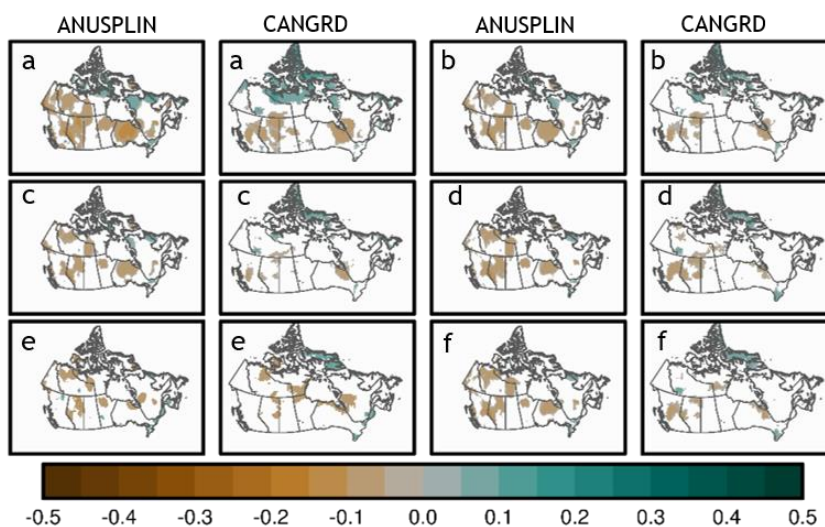 ANUSPLIN CANGRD ANUSPLIN CANGRD
a a b b
c c d d
e e f f
-0.5 -0.4 -0.3 -0.2 -0.1 0.0 0.1 0.2 0.3 0.4 0.5